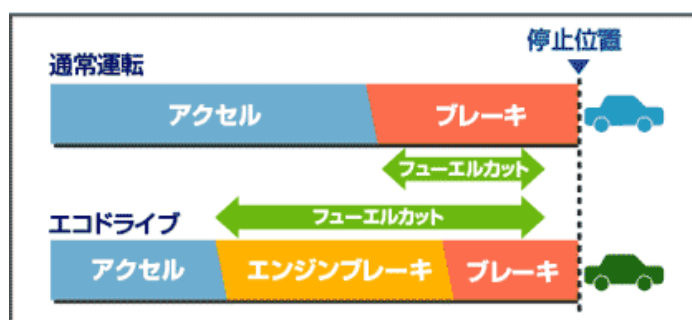 停止位置
通常運転
アクセル ブレーキ
フューエルカット
フューエルカット
エコドライブ
アクセル エンジンブレーキ ブレーキ